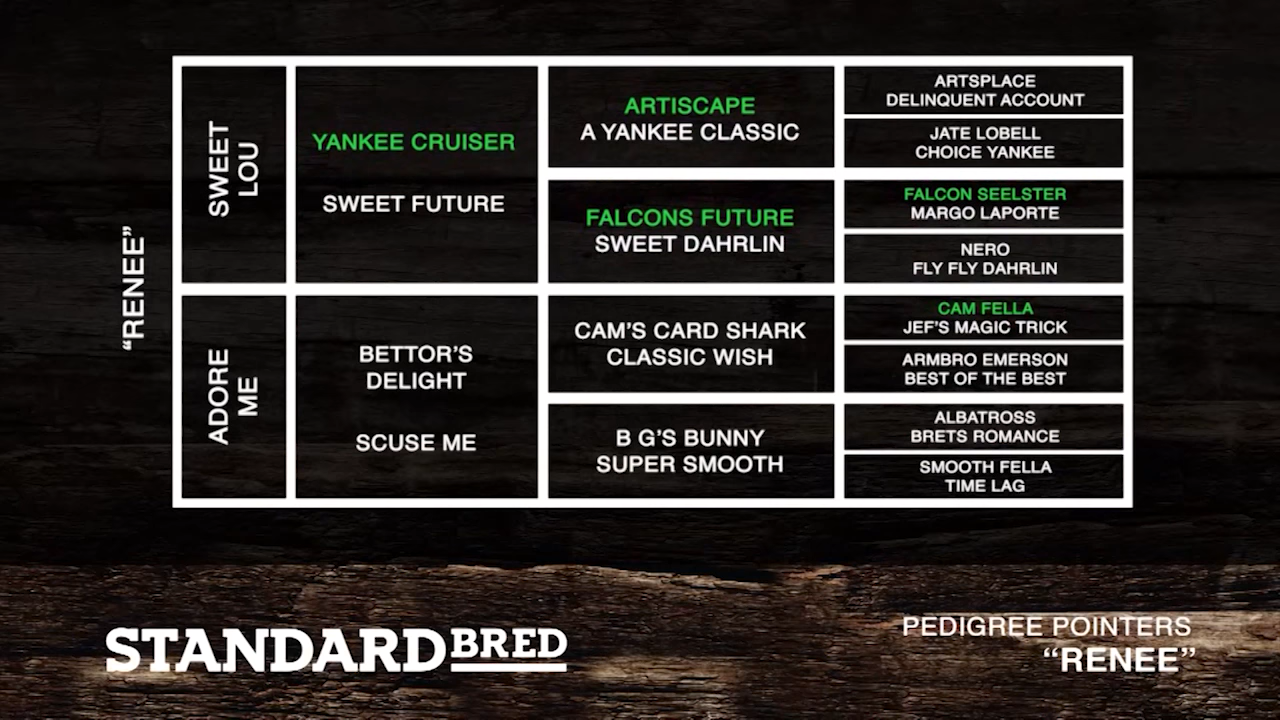 "RENEE"
SWEET
LOU
YANKEE CRUISER
SWEET FUTURE
ARTISCAPE
A YANKEE CLASSIC
ARTSPLACE
DELINQUENT ACCOUNT
JATE LOBELL
CHOICE YANKEE
FALCONS FUTURE
SWEET DAHRLIN
FALCON SEELSTER
MARGO LAPORTE
NERO
FLY FLY DAHRLIN
ADORE
ME
BETTOR'S
DELIGHT
SCUSE ME
CAM'S CARD SHARK
CLASSIC WISH
CAM FELLA
JEF'S MAGIC TRICK
ARMBRO EMERSON
BEST OF THE BEST
B G'S BUNNY
SUPER SMOOTH
ALBATROSS
BRETS ROMANCE
SMOOTH FELLA
TIME LAG
STANDARDBRED
PEDIGREE POINTERS
"RENEE"